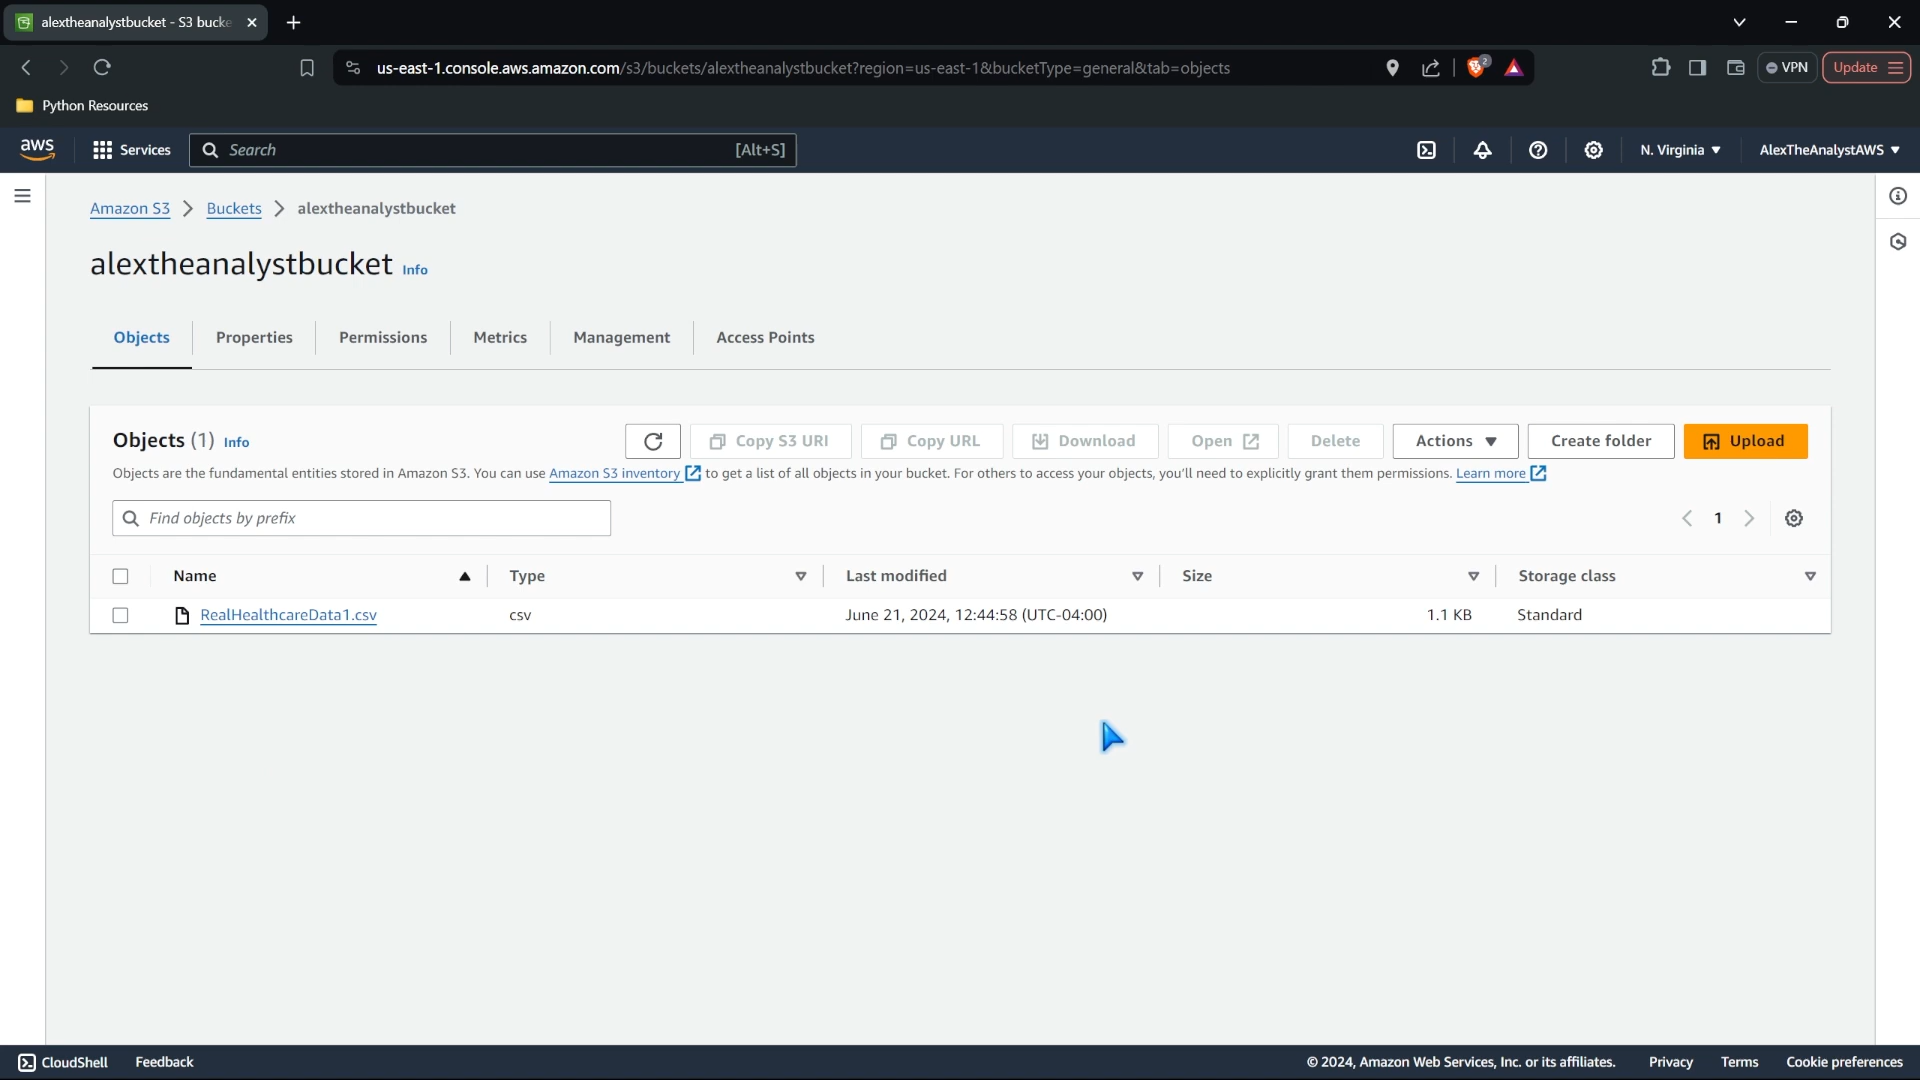 alextheanalystbucket - S3 bucke
us-east-1.console.aws.amazon.com/s3/buckets/alextheanalystbucket?region=us-east-1&bucketType=general&tab=objects
2
VPN
Update
Python Resources
aws
Services
Search
[Alt+S]
N. Virginia
AlexTheAnalystAWS
Amazon S3 > Buckets > alextheanalystbucket
alextheanalystbucket Info
Objects
Properties
Permissions
Metrics
Management
Access Points
Objects (1) Info
Copy S3 URI
Copy URL
Download
Open
Delete
Actions
Create folder
Upload
Objects are the fundamental entities stored in Amazon S3. You can use Amazon S3 inventory to get a list of all objects in your bucket. For others to access your objects, you'll need to explicitly grant them permissions. Learn more
Find objects by prefix
1
Name
Type
Last modified
Size
Storage class
RealHealthcareData1.csv
csv
June 21, 2024, 12:44:58 (UTC-04:00)
1.1 KB
Standard
CloudShell
Feedback
© 2024, Amazon Web Services, Inc. or its affiliates.
Privacy
Terms
Cookie preferences